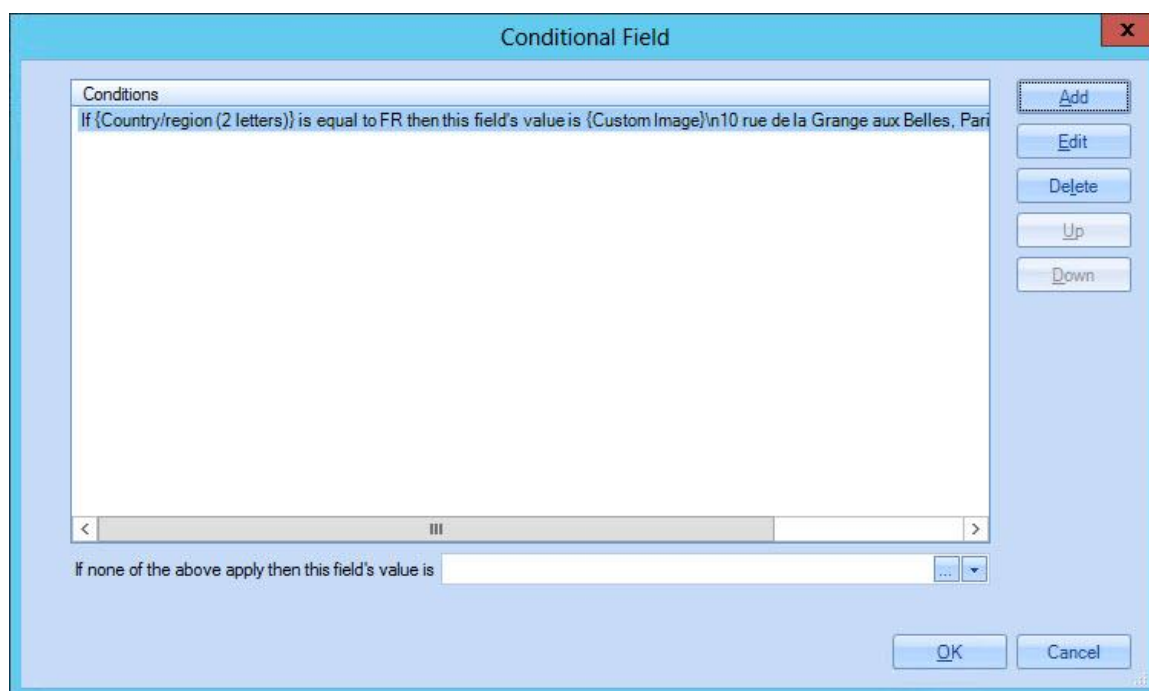 Conditional Field
x
Conditions
If {Country/region (2 letters)} is equal to FR then this field's value is {Custom Image}\n10 rue de la Grange aux Belles, Pari
Add
Edit
Delete
Up
Down
If none of the above apply then this field's value is
...
OK
Cancel